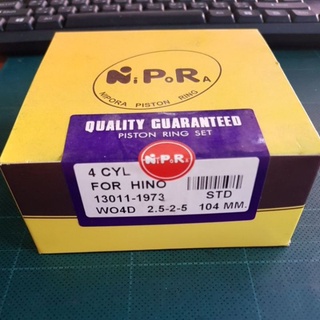 NiPoRA
NIPORA PISTON RING
QUALITY GUARANTEED
PISTON RING SET
NiPoRA
4 CYL
FOR HINO
13011-1973 STD
WO4D 2.5-2-5 104 MM.